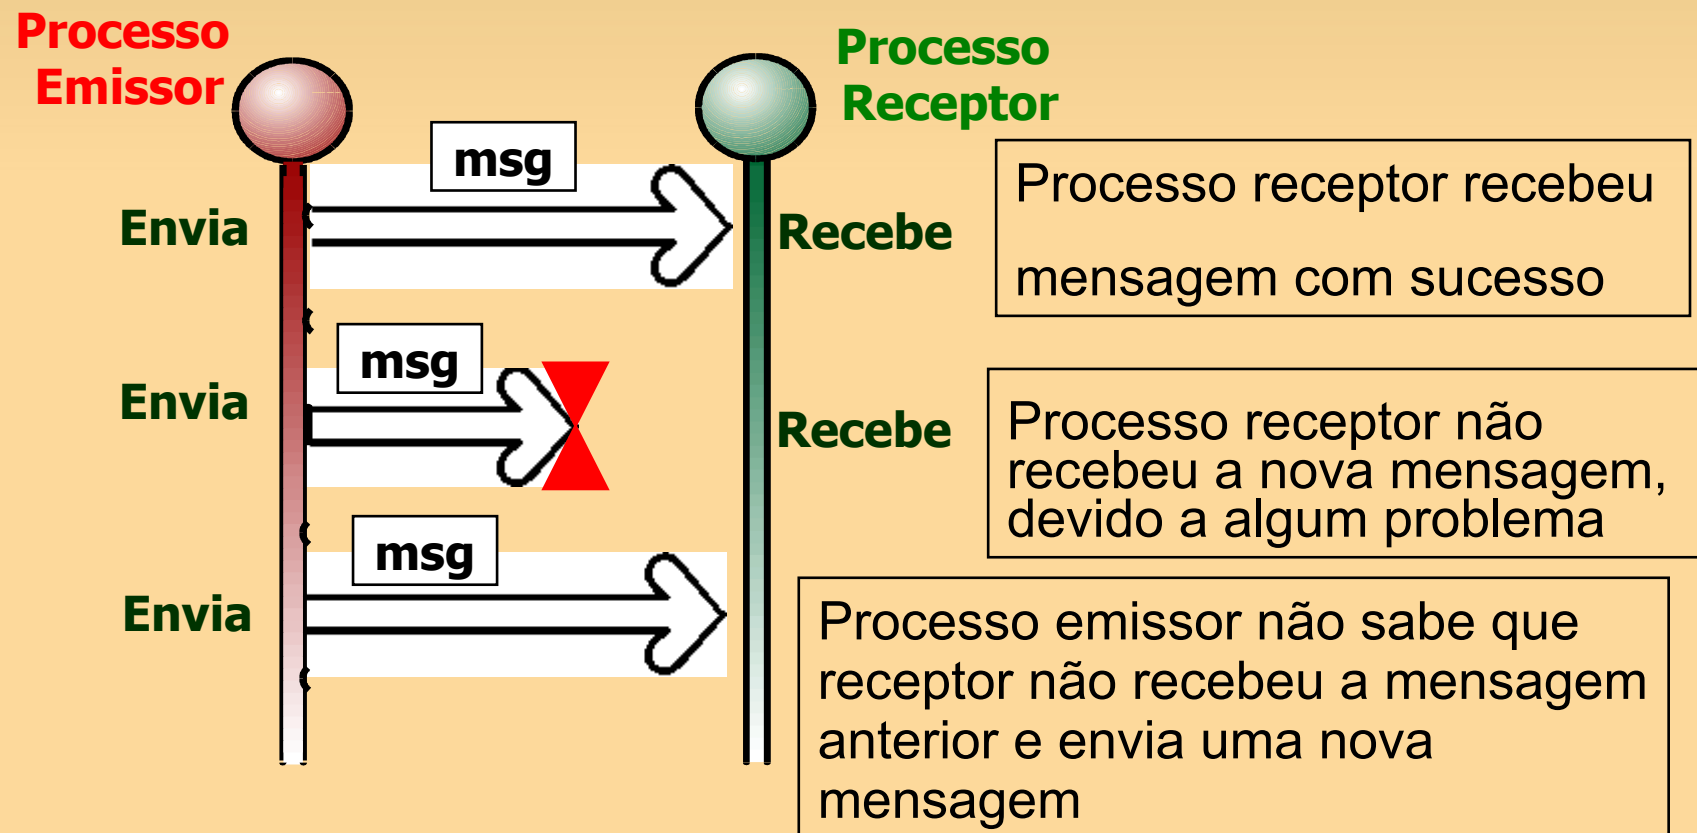 Processo
Emissor
Processo
Receptor
msg
Envia
Recebe
Processo receptor recebeu
mensagem com sucesso
msg
Envia
Recebe
Processo receptor não
recebeu a nova mensagem,
devido a algum problema
msg
Envia
Processo emissor não sabe que
receptor não recebeu a mensagem
anterior e envia uma nova
mensagem